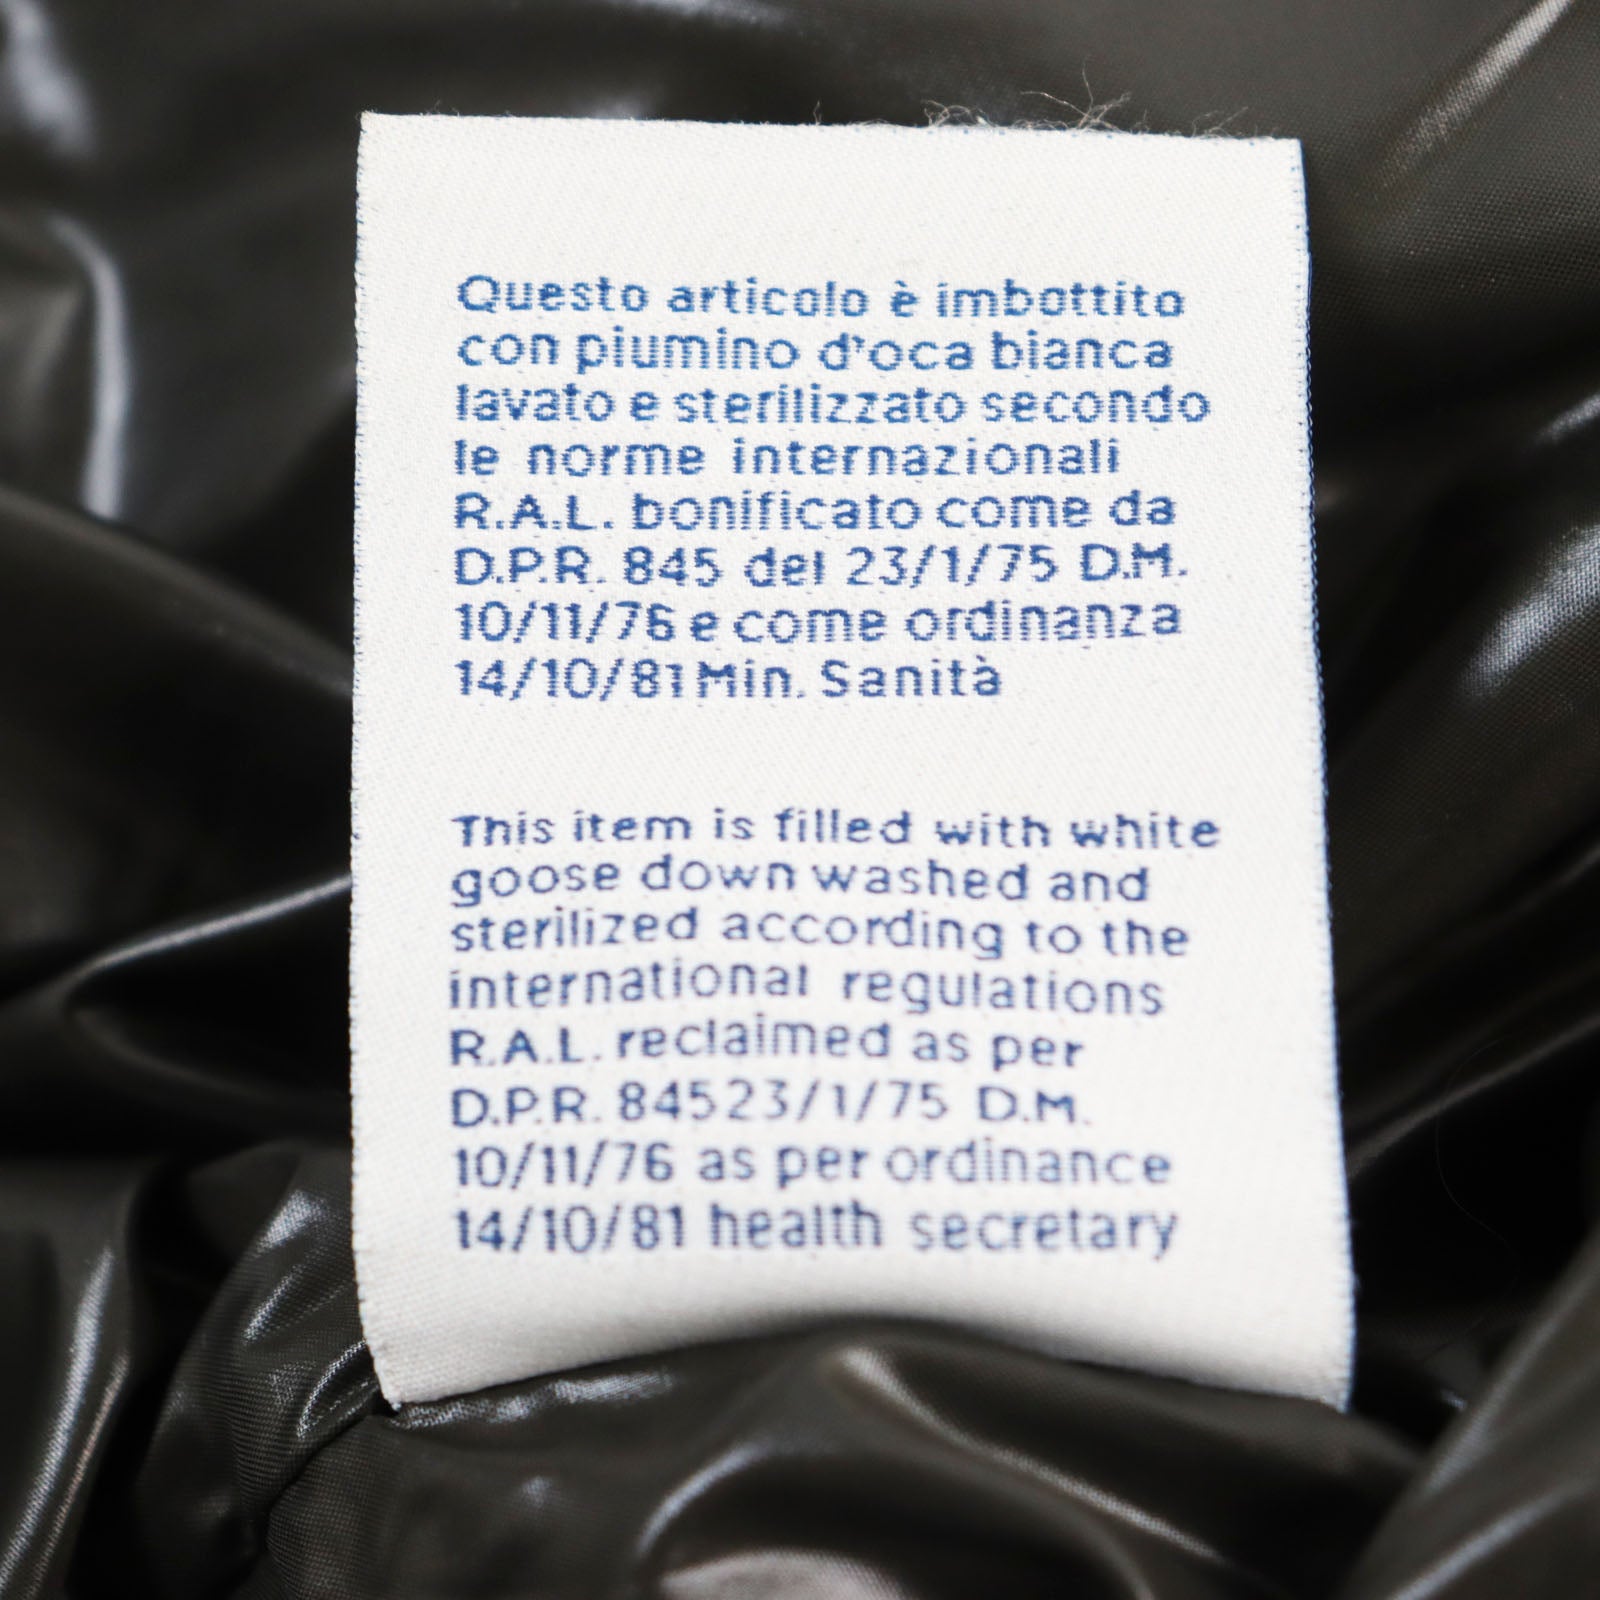 Questo articolo è imbottito
con piumino d'oca bianca
lavato e sterilizzato secondo
le norme internazionali
R.A.L. bonificato come da
D.P.R. 845 del 23/1/75 D.M.
10/11/76 e come ordinanza
14/10/81 Min. Sanità
This item is filled with white
goose down washed and
sterilized according to the
international regulations
R.A.L. reclaimed as per
D.P.R. 84523/1/75 D.M.
10/11/76 as per ordinance
14/10/81 health secretary